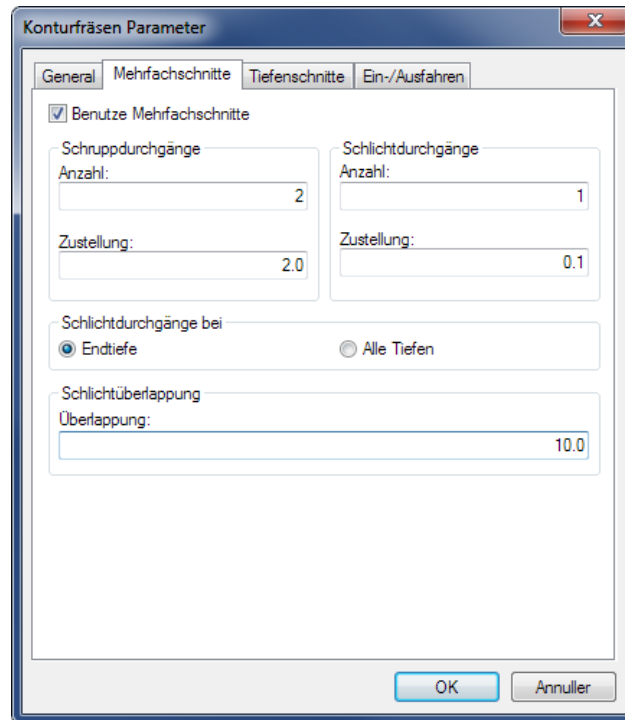 Konturfräsen Parameter
General Mehrfachschnitte Tiefenschnitte Ein-/Ausfahren
Benutze Mehrfachschnitte
Schruppdurchgänge
Anzahl:
2
Zustellung:
2.0
Schlichtdurchgänge
Anzahl:
1
Zustellung:
0.1
Schlichtdurchgänge bei
Endtiefe Alle Tiefen
Schlichtüberlappung
Überlappung:
10.0
OK Annuller